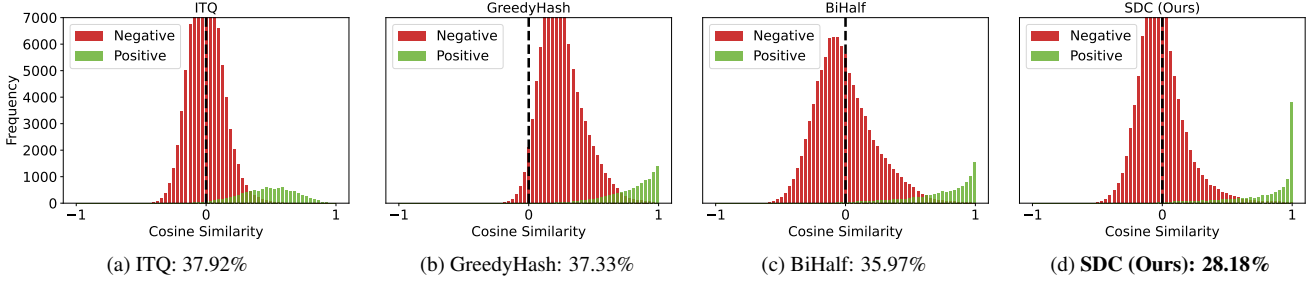 ITQ
7000
6000
5000
4000
3000
2000
1000
0
Frequency
Negative
Positive
−1
0
1
Cosine Similarity
(a) ITQ: 37.92%
GreedyHash
Negative
Positive
−1
0
1
Cosine Similarity
(b) GreedyHash: 37.33%
BiHalf
Negative
Positive
−1
0
1
Cosine Similarity
(c) BiHalf: 35.97%
SDC (Ours)
Negative
Positive
−1
0
1
Cosine Similarity
(d) SDC (Ours): 28.18%